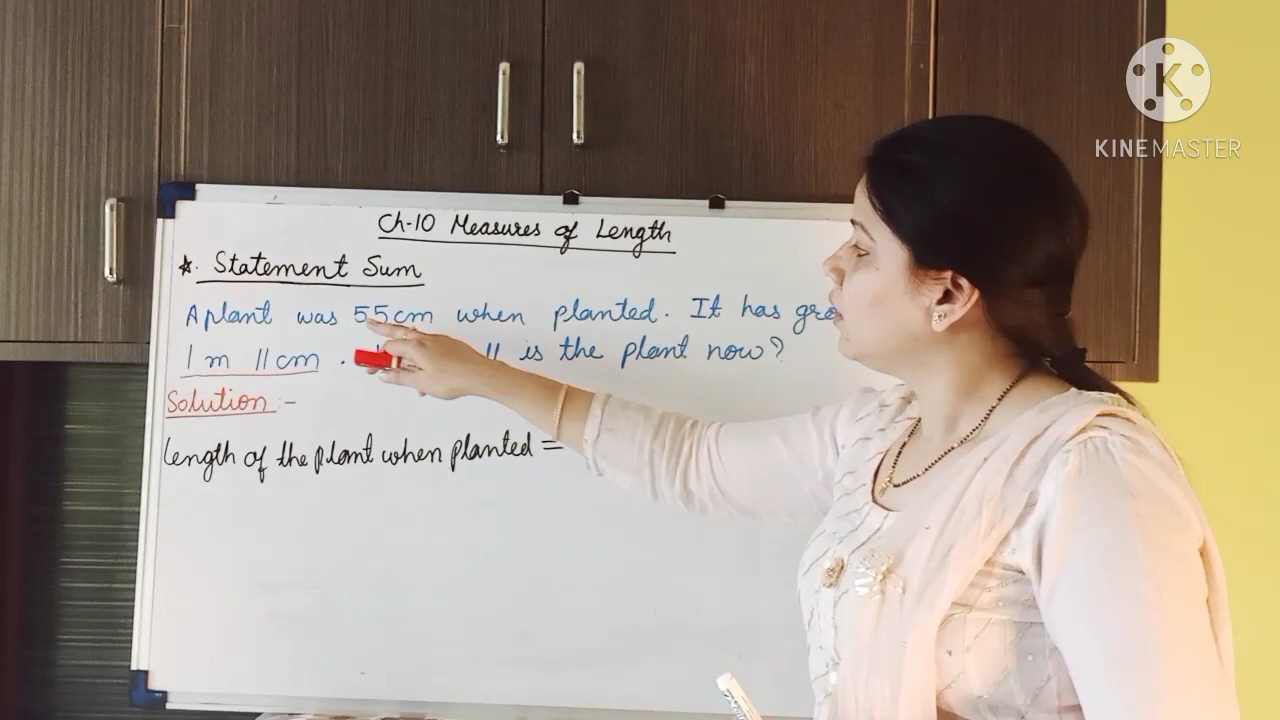 KINEMASTER
Ch-10 Measures of Length
Statement Sum
A plant was 55cm when planted. It has
1 m 11cm . is the plant now?
Solution :-
Length of the plant when planted =